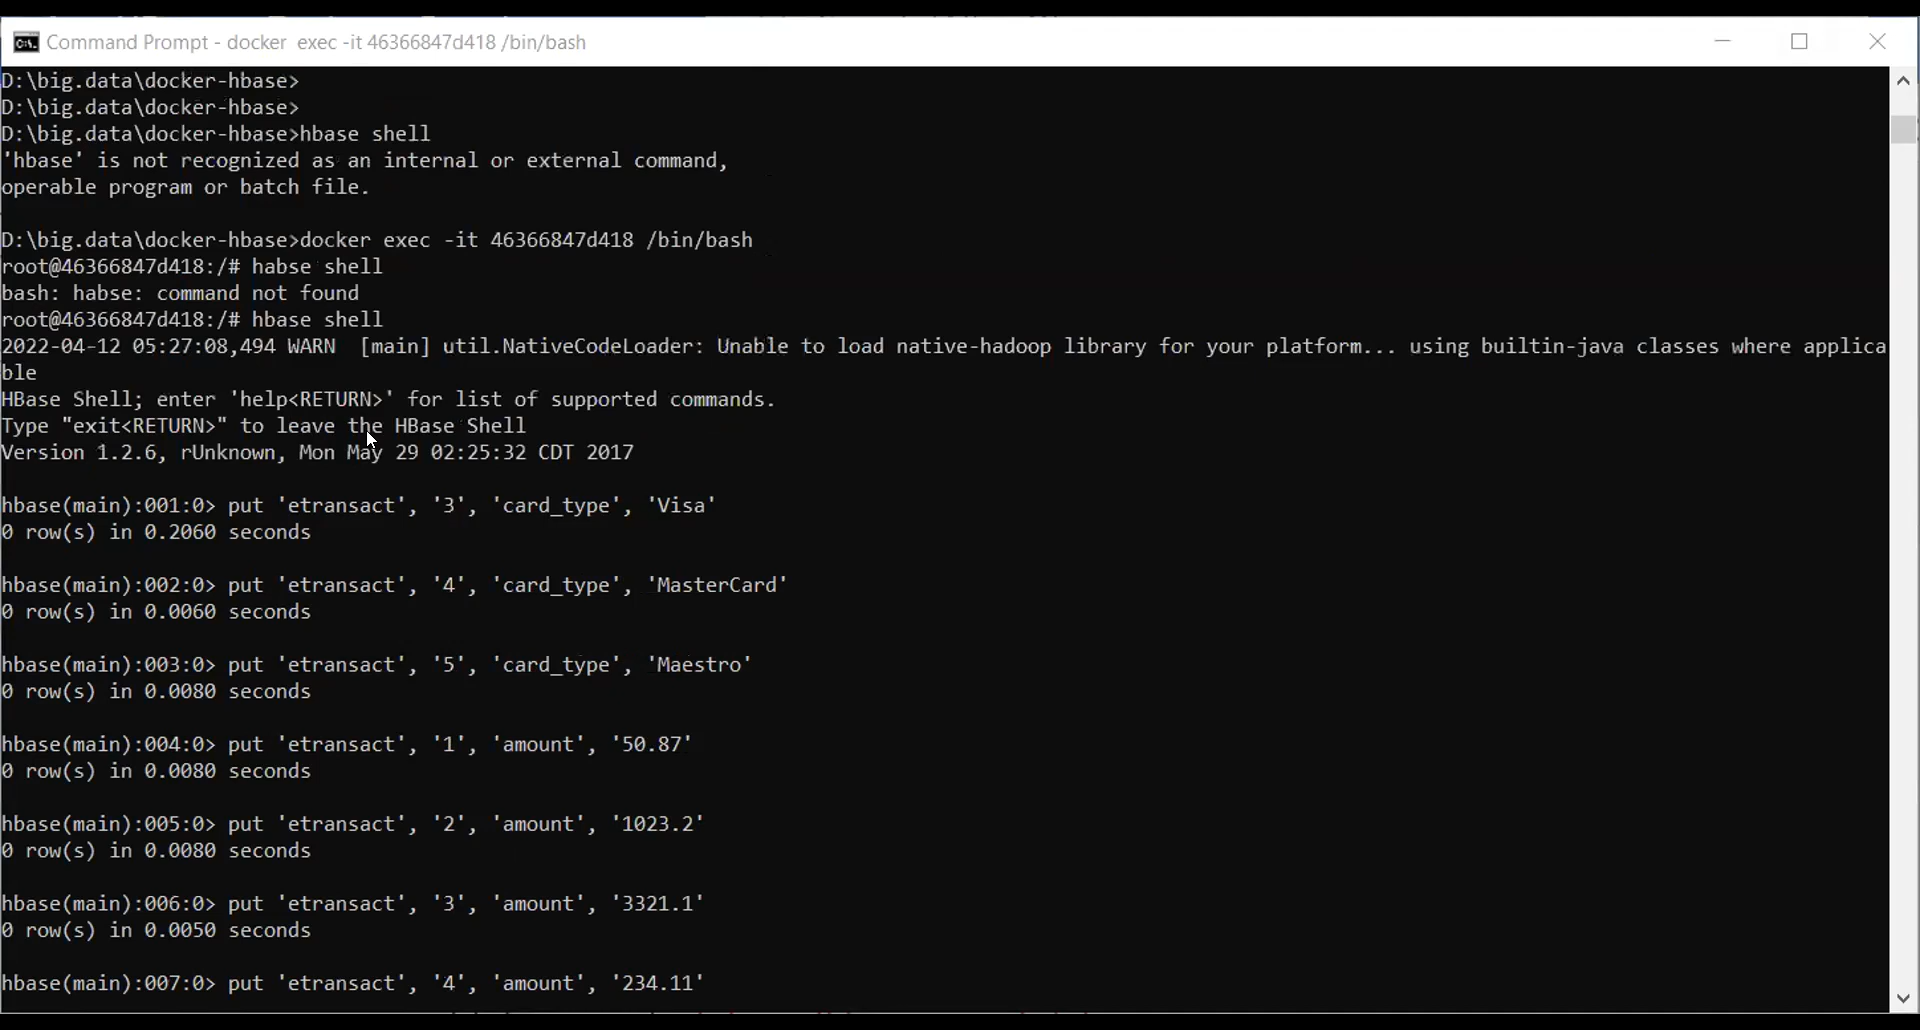 Command Prompt - docker  exec -it 46366847d418 /bin/bash
D:\big.data\docker-hbase>
D:\big.data\docker-hbase>
D:\big.data\docker-hbase>hbase shell
'hbase' is not recognized as an internal or external command,
operable program or batch file.
D:\big.data\docker-hbase>docker exec -it 46366847d418 /bin/bash
root@46366847d418:/# habse shell
bash: habse: command not found
root@46366847d418:/# hbase shell
2022-04-12 05:27:08,494 WARN  [main] util.NativeCodeLoader: Unable to load native-hadoop library for your platform... using builtin-java classes where applica
ble
HBase Shell; enter 'help<RETURN>' for list of supported commands.
Type "exit<RETURN>" to leave the HBase Shell
Version 1.2.6, rUnknown, Mon May 29 02:25:32 CDT 2017
hbase(main):001:0> put 'etransact', '3', 'card_type', 'Visa'
0 row(s) in 0.2060 seconds
hbase(main):002:0> put 'etransact', '4', 'card_type', 'MasterCard'
0 row(s) in 0.0060 seconds
hbase(main):003:0> put 'etransact', '5', 'card_type', 'Maestro'
0 row(s) in 0.0080 seconds
hbase(main):004:0> put 'etransact', '1', 'amount', '50.87'
0 row(s) in 0.0080 seconds
hbase(main):005:0> put 'etransact', '2', 'amount', '1023.2'
0 row(s) in 0.0080 seconds
hbase(main):006:0> put 'etransact', '3', 'amount', '3321.1'
0 row(s) in 0.0050 seconds
hbase(main):007:0> put 'etransact', '4', 'amount', '234.11'